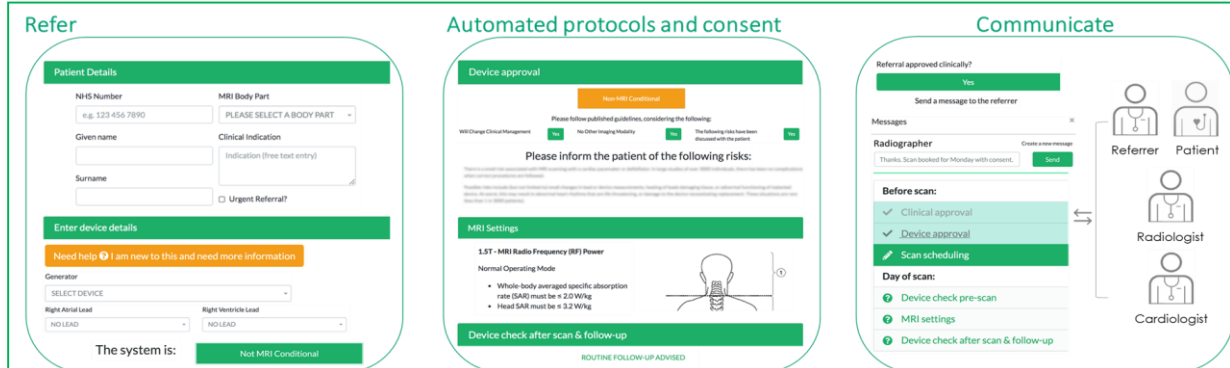 Refer
Patient Details
NHS Number
e.g. 123 456 7890
MRI Body Part
PLEASE SELECT A BODY PART
Given name
Clinical Indication
Indication (free text entry)
Surname
Urgent Referral?
Enter device details
Need help ? I am new to this and need more information
Generator
SELECT DEVICE
Right Atrial Lead
Right Ventricle Lead
NO LEAD
NO LEAD
The system is:
Not MRI Conditional
Automated protocols and consent
Device approval
Non-MRI Conditional
Please follow published guidelines, considering the following:
Will Change Clinical Management
Yes
No Other Imaging Modality
Yes
The following risks have been
discussed with the patient
Yes
Please inform the patient of the following risks:
MRI Settings
1.5T - MRI Radio Frequency (RF) Power
Normal Operating Mode
• Whole-body averaged specific absorption
rate (SAR) must be ≤ 2.0 W/kg
• Head SAR must be ≤ 3.2 W/kg
1
Device check after scan & follow-up
ROUTINE FOLLOW-UP ADVISED
Communicate
Referral approved clinically?
Yes
Send a message to the referrer
Messages
×
Radiographer
Create a new message
Thanks. Scan booked for Monday with consent.
Send
Before scan:
Clinical approval
Device approval
Scan scheduling
Day of scan:
? Device check pre-scan
? MRI settings
? Device check after scan & follow-up
Referrer
Patient
Radiologist
Cardiologist